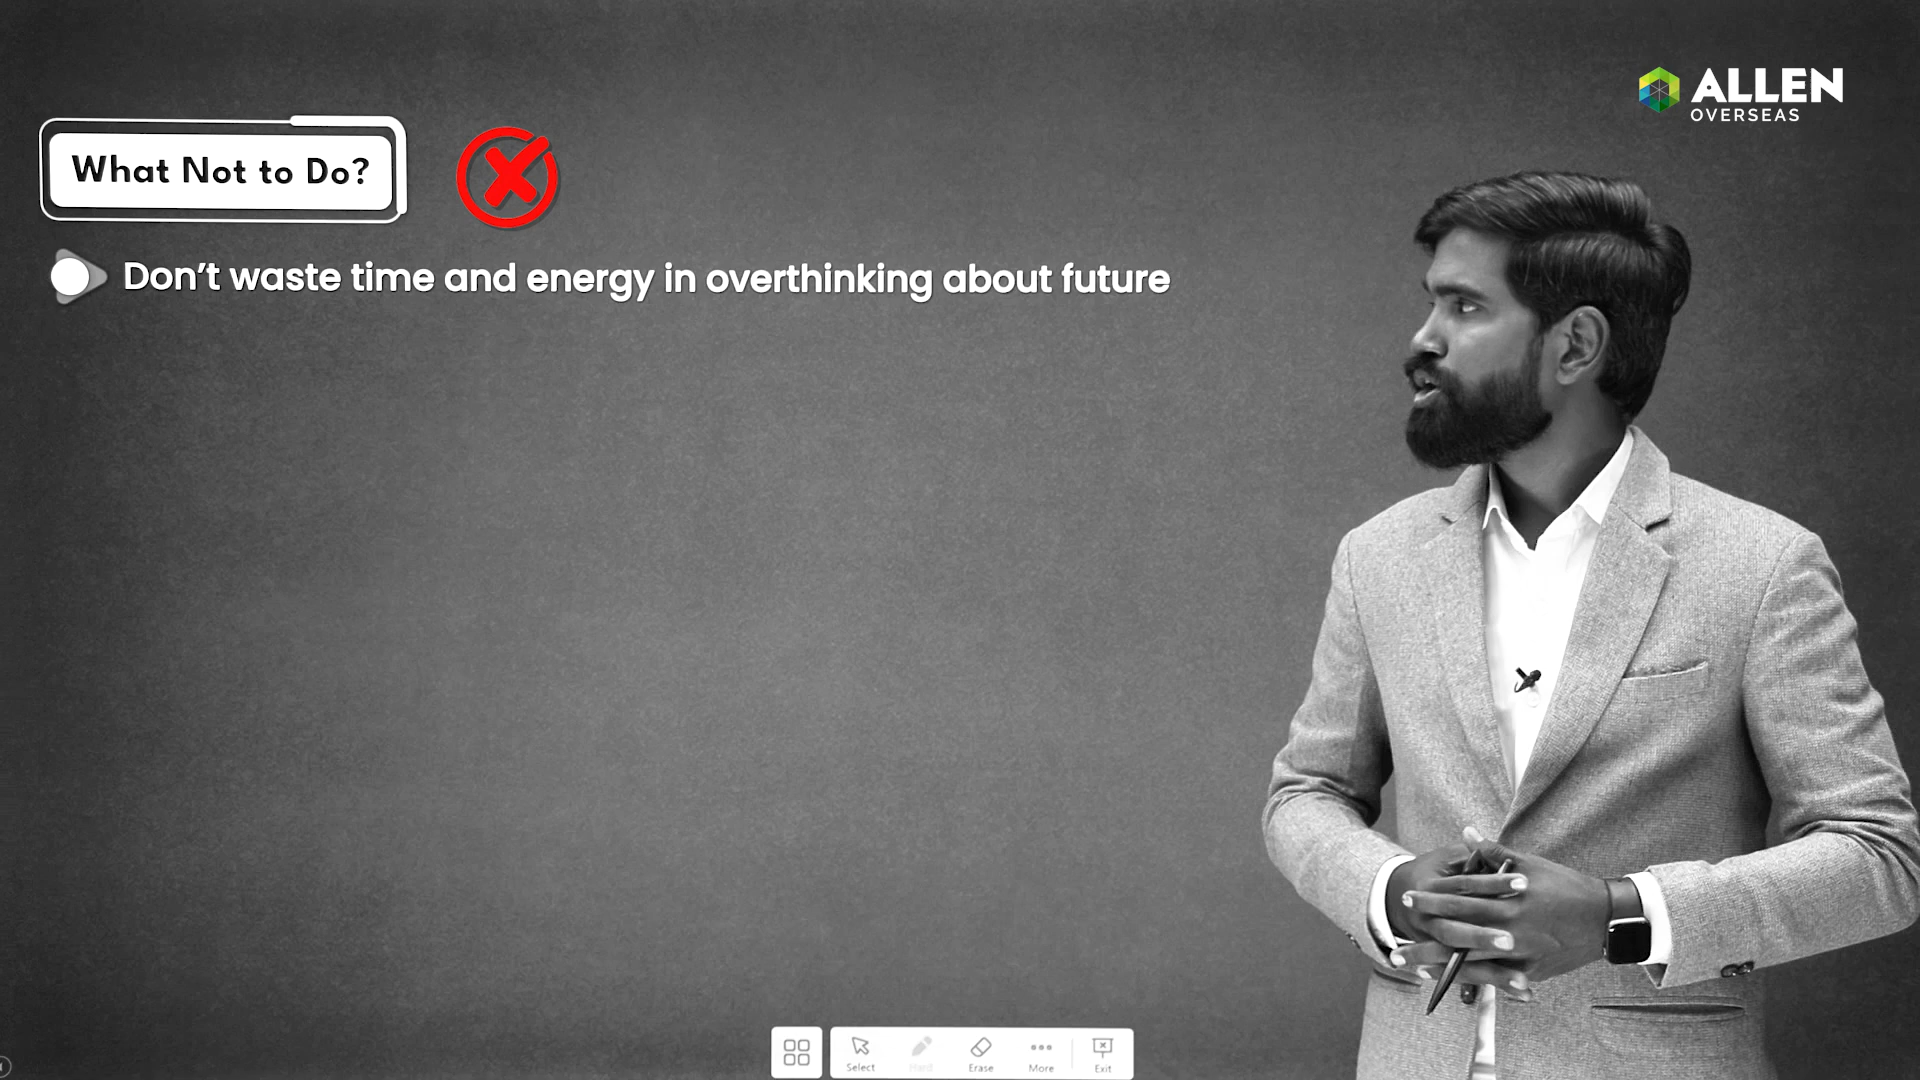 ALLEN
OVERSEAS
What Not to Do?
Don't waste time and energy in overthinking about future
Select
Hard
Erase
More
Exit